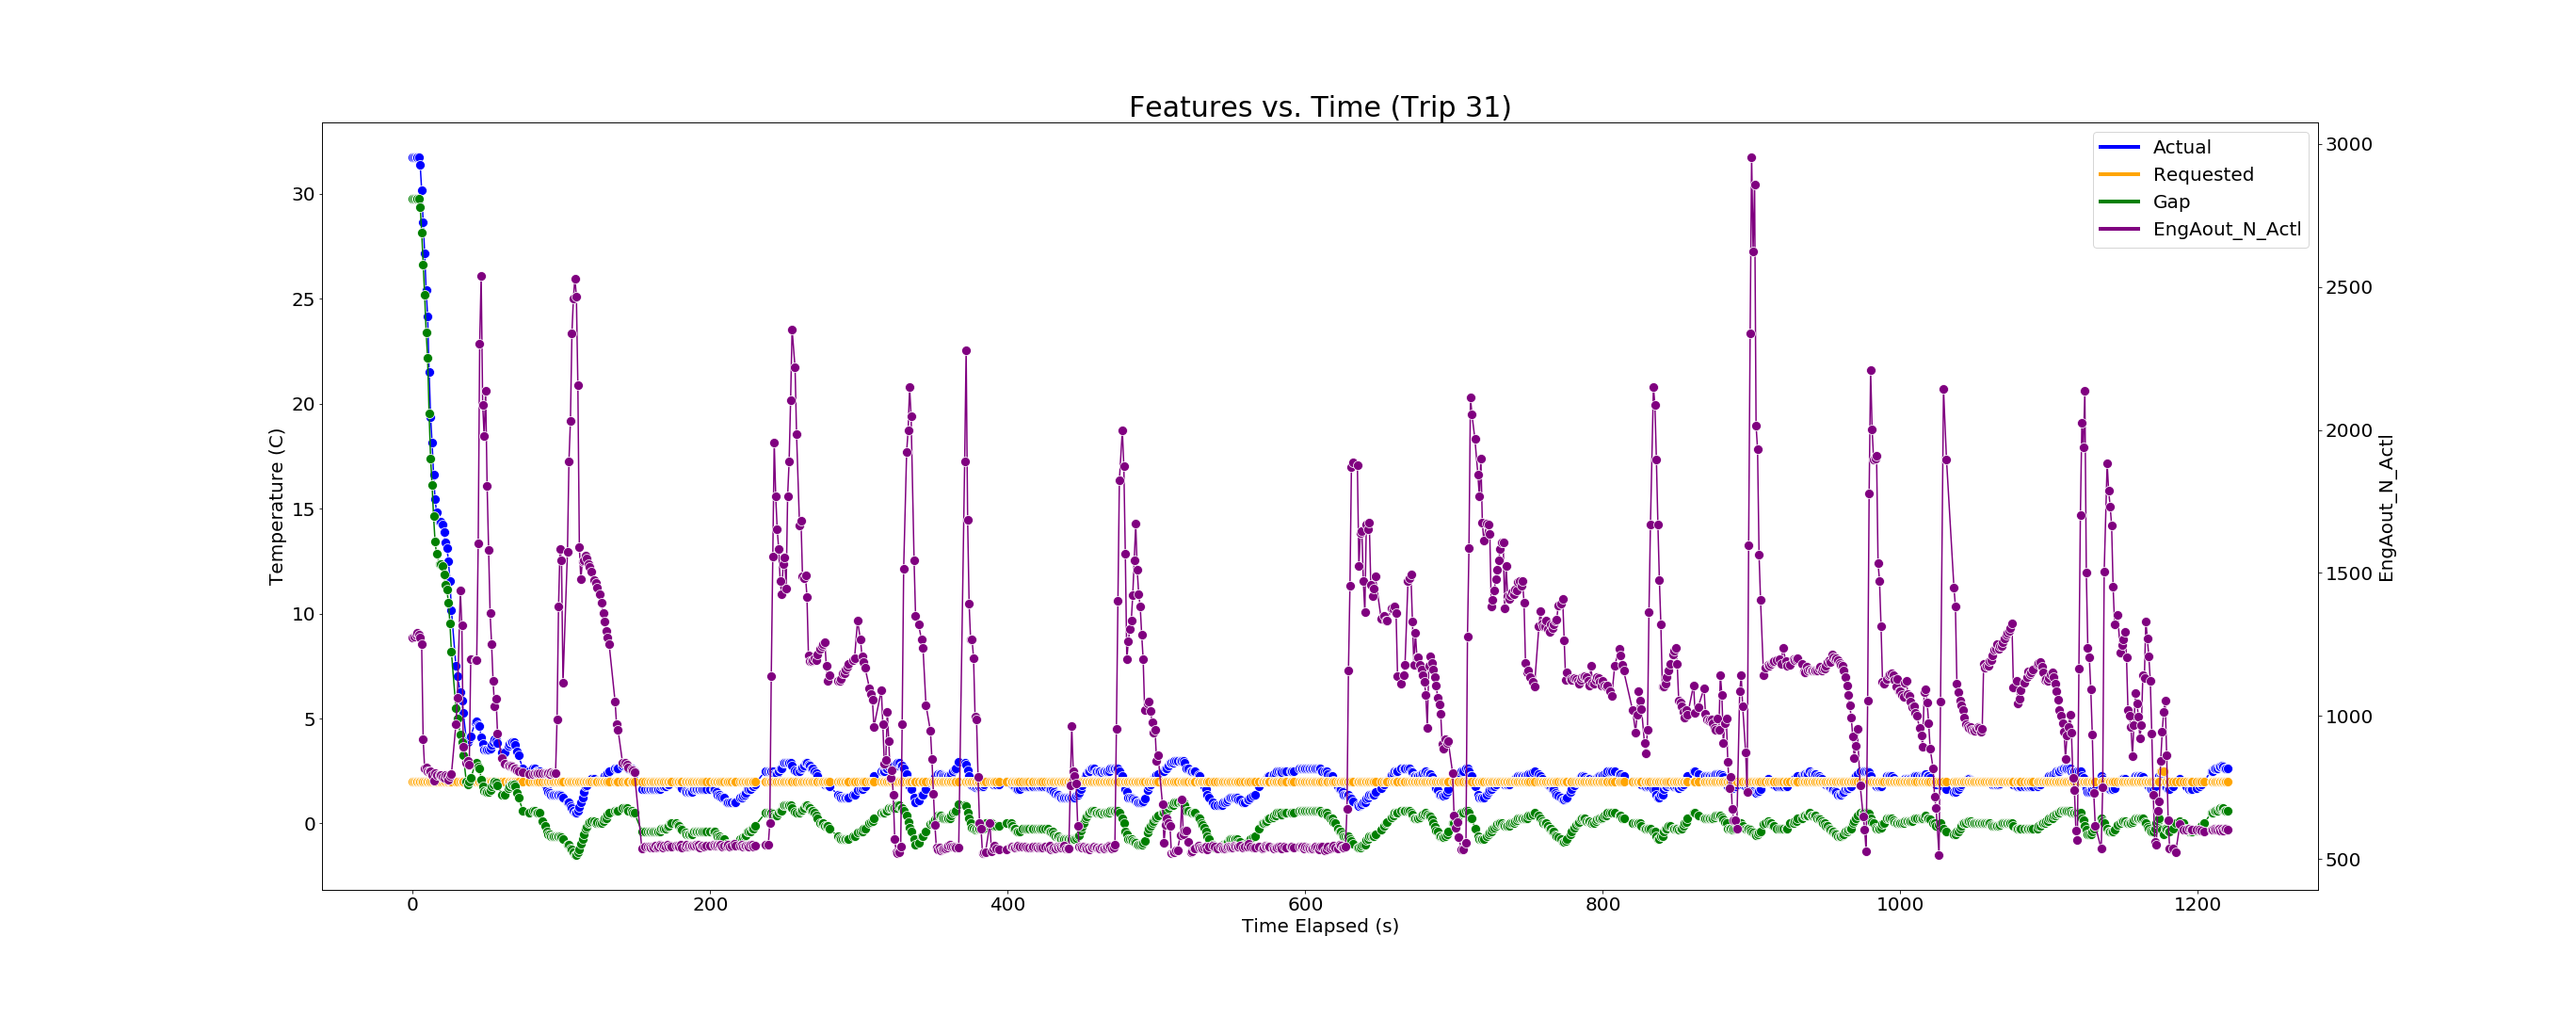 Features vs. Time (Trip 31)
Actual
Requested
Gap
EngAout_N_Actl
Temperature (C)
30
25
20
15
10
5
0
3000
2500
2000
1500
1000
500
EngAout_N_Actl
0 200 400 600 800 1000 1200
Time Elapsed (s)